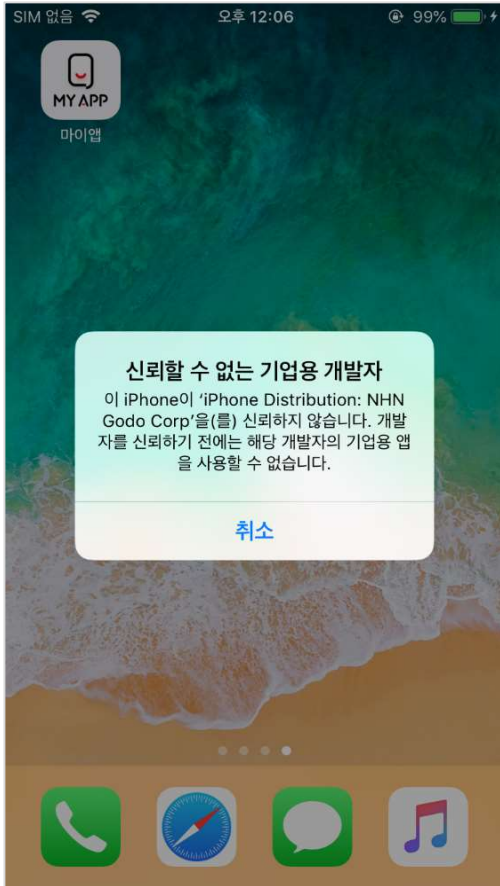 SIM 없음 오후 12:06 99%
MY APP
마이앱
신뢰할 수 없는 기업용 개발자
이 iPhone이 ‘iPhone Distribution: NHN
Godo Corp’을(를) 신뢰하지 않습니다. 개발
자를 신뢰하기 전에는 해당 개발자의 기업용 앱
을 사용할 수 없습니다.
취소